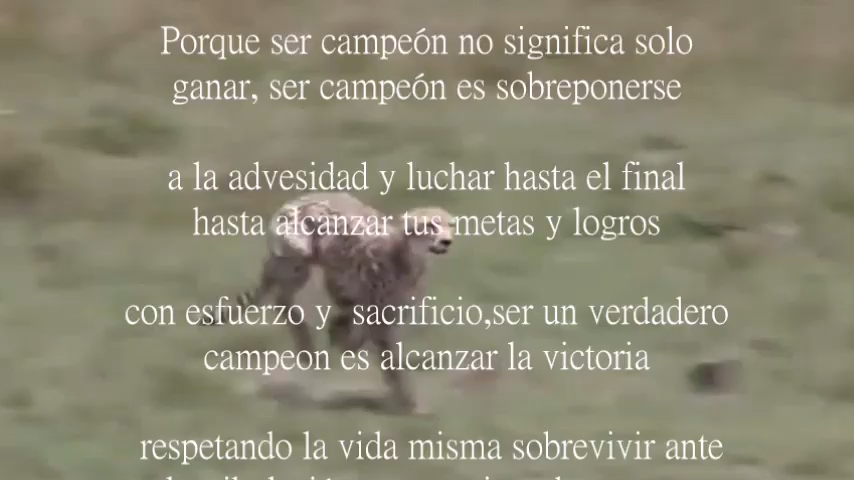 Porque ser campeón no significa solo
ganar, ser campeón es sobreponerse
a la advesidad y luchar hasta el final
hasta alcanzar tus metas y logros
con esfuerzo y  sacrificio,ser un verdadero
campeon es alcanzar la victoria
respetando la vida misma sobrevivir ante